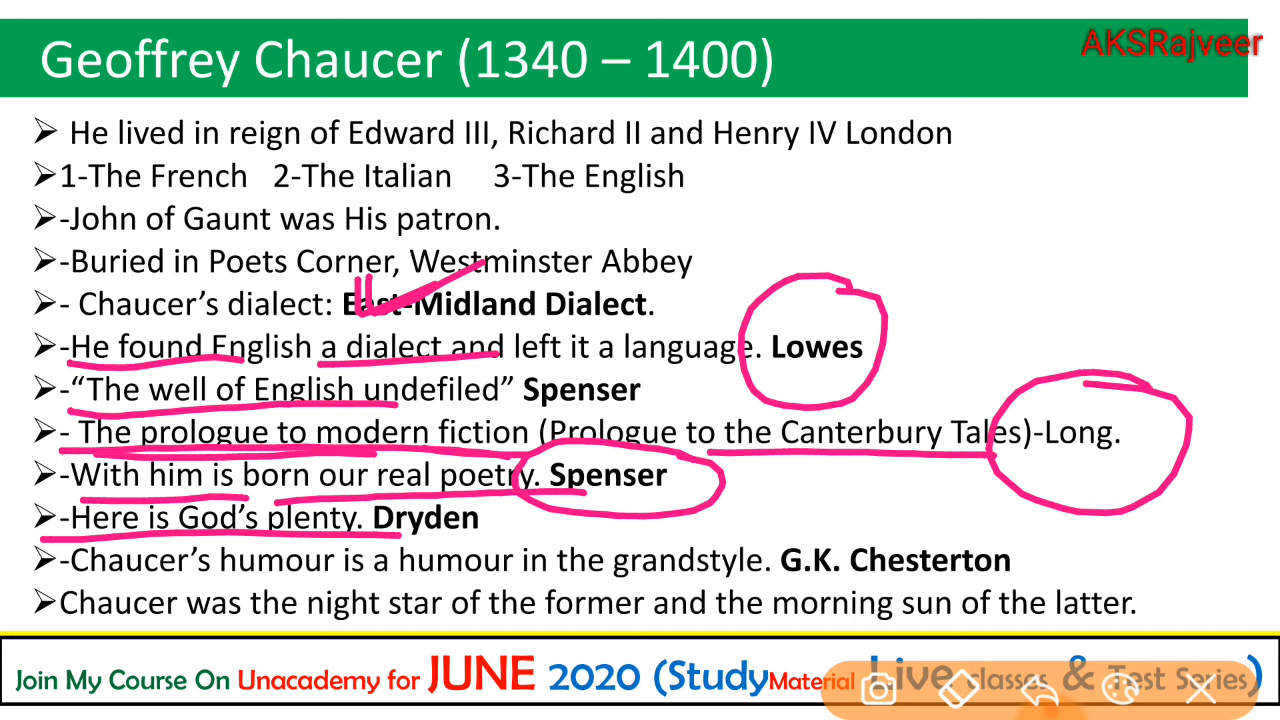 Geoffrey Chaucer (1340 – 1400)
AKSRajveer
➢ He lived in reign of Edward III, Richard II and Henry IV London
➢1-The French 2-The Italian 3-The English
➢-John of Gaunt was His patron.
➢-Buried in Poets Corner, Westminster Abbey
➢- Chaucer’s dialect: East-Midland Dialect.
➢-He found English a dialect and left it a language. Lowes
➢-“The well of English undefiled” Spenser
➢- The prologue to modern fiction (Prologue to the Canterbury Tales)-Long.
➢-With him is born our real poetry. Spenser
➢-Here is God’s plenty. Dryden
➢-Chaucer’s humour is a humour in the grandstyle. G.K. Chesterton
➢Chaucer was the night star of the former and the morning sun of the latter.
Join My Course On Unacademy for JUNE 2020 (StudyMaterial Live classes & Test Series)